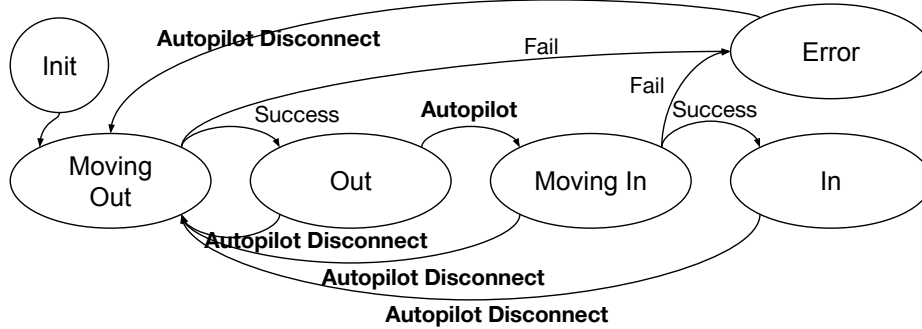 Autopilot Disconnect
Fail
Init
Error
Fail
Success
Autopilot
Success
Moving
Out
Out
Moving In
In
Autopilot Disconnect
Autopilot Disconnect
Autopilot Disconnect